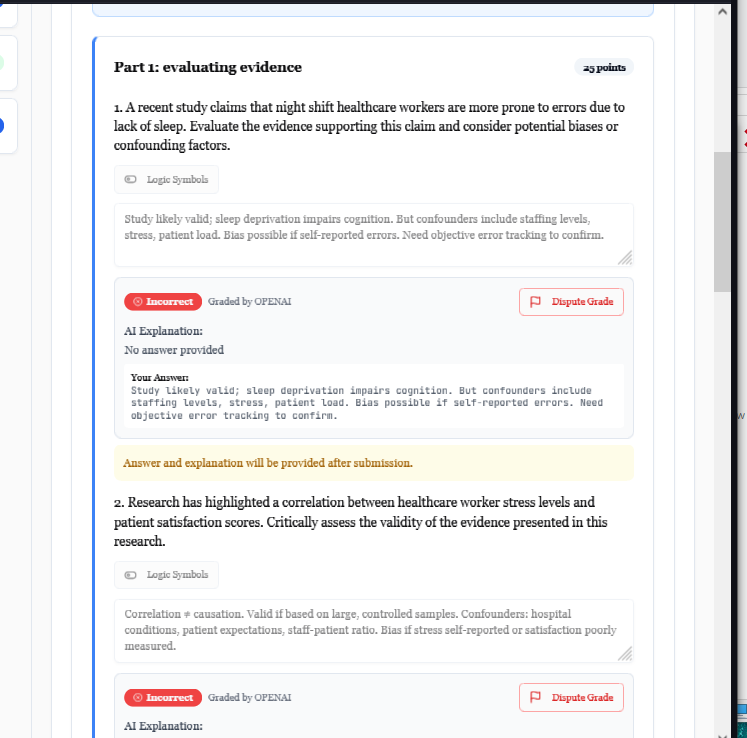 Part 1: evaluating evidence
25 points
1. A recent study claims that night shift healthcare workers are more prone to errors due to
lack of sleep. Evaluate the evidence supporting this claim and consider potential biases or
confounding factors.
Logic Symbols
Study likely valid; sleep deprivation impairs cognition. But confounders include staffing levels,
stress, patient load. Bias possible if self-reported errors. Need objective error tracking to confirm.
Incorrect
Graded by OPENAI
Dispute Grade
AI Explanation:
No answer provided
Your Answer:
Study likely valid; sleep deprivation impairs cognition. But confounders include
staffing levels, stress, patient load. Bias possible if self-reported errors. Need
objective error tracking to confirm.
Answer and explanation will be provided after submission.
2. Research has highlighted a correlation between healthcare worker stress levels and
patient satisfaction scores. Critically assess the validity of the evidence presented in this
research.
Logic Symbols
Correlation ≠ causation. Valid if based on large, controlled samples. Confounders: hospital
conditions, patient expectations, staff-patient ratio. Bias if stress self-reported or satisfaction poorly
measured.
Incorrect
Graded by OPENAI
Dispute Grade
AI Explanation:
w